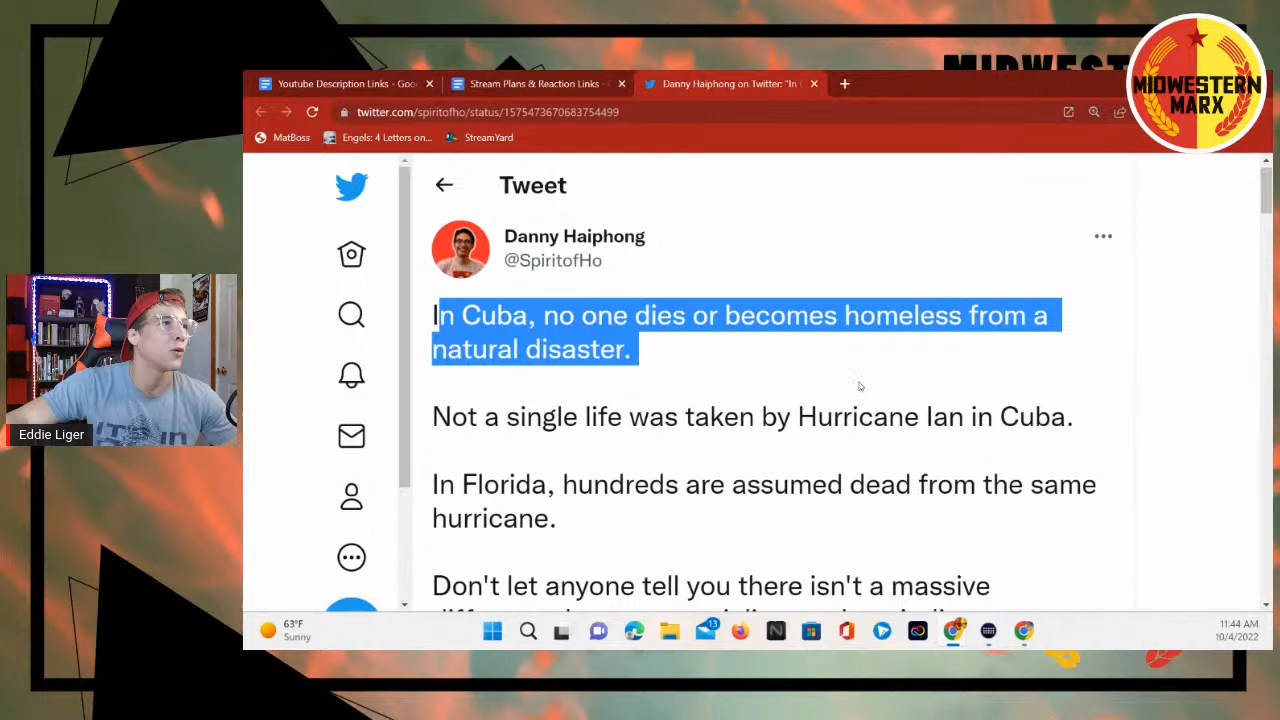 MIDWESTERN
MARX
Youtube Description Links - Goo
Stream Plans & Reaction Links -
Danny Haiphong on Twitter: "In
twitter.com/spiritofho/status/1575473670683754499
MatBoss
Engels: 4 Letters on...
StreamYard
Tweet
Danny Haiphong
@SpiritofHo
In Cuba, no one dies or becomes homeless from a
natural disaster.
Not a single life was taken by Hurricane Ian in Cuba.
In Florida, hundreds are assumed dead from the same
hurricane.
Don't let anyone tell you there isn't a massive
Eddie Liger
63°F
Sunny
13
11:44 AM
10/4/2022